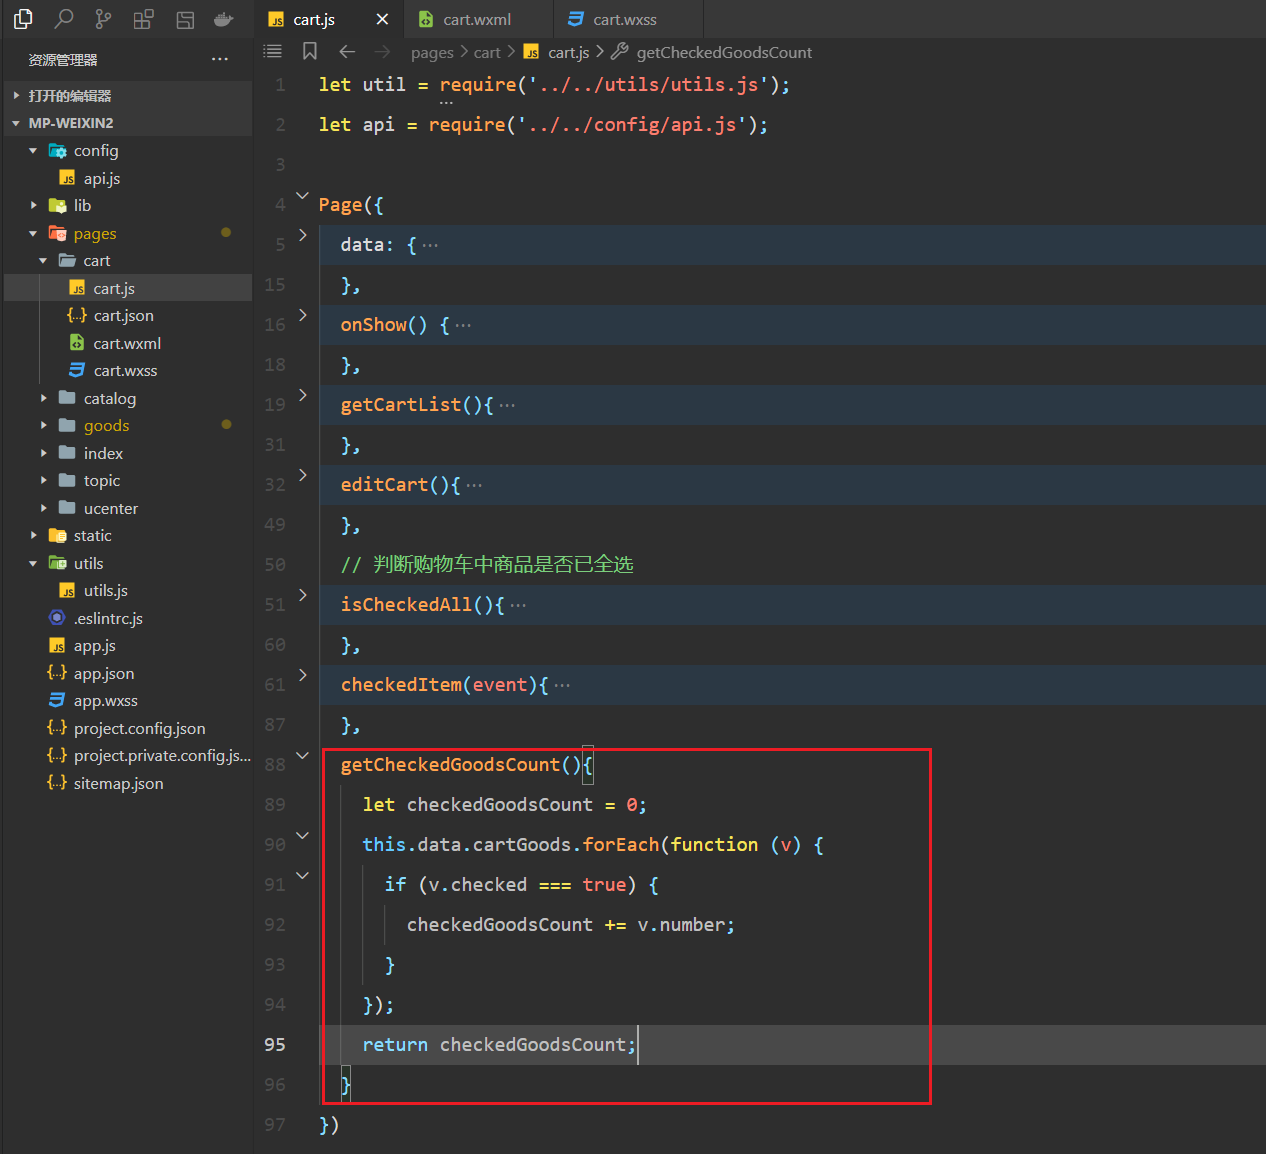 cart.js
cart.wxml
cart.wxss
资源管理器
pages > cart > cart.js > getCheckedGoodsCount
打开的编辑器
MP-WEIXIN2
config
api.js
lib
pages
cart
cart.js
cart.json
cart.wxml
cart.wxss
catalog
goods
index
topic
ucenter
static
utils
utils.js
.eslintrc.js
app.js
app.json
app.wxss
project.config.json
project.private.config.js...
sitemap.json
1 let util = require('../../utils/utils.js');
2 let api = require('../../config/api.js');
3
4 Page({
5 data: {···
15 },
16 onShow() {···
18 },
19 getCartList(){···
31 },
32 editCart(){···
49 },
50 // 判断购物车中商品是否已全选
51 isCheckedAll(){···
60 },
61 checkedItem(event){···
87 },
88 getCheckedGoodsCount(){
89 let checkedGoodsCount = 0;
90 this.data.cartGoods.forEach(function (v) {
91 if (v.checked === true) {
92 checkedGoodsCount += v.number;
93 }
94 });
95 return checkedGoodsCount;
96 }
97 })